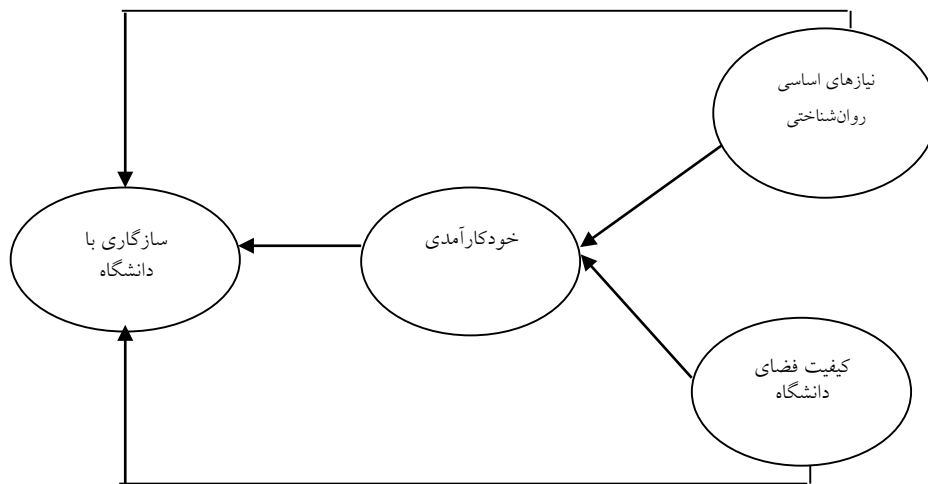 نیازهای اساسی
روان‌شناختی
خودکارآمدی
سازگاری با
دانشگاه
کیفیت فضای
دانشگاه